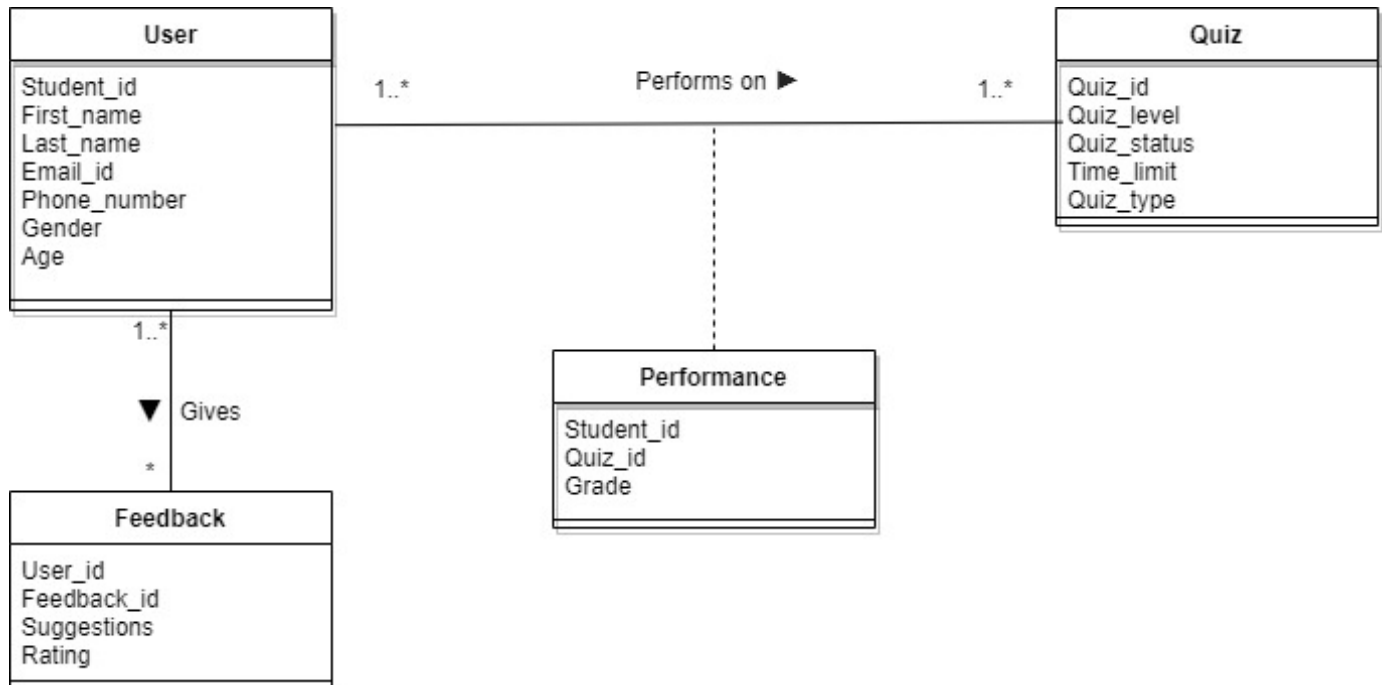 User
Student_id
First_name
Last_name
Email_id
Phone_number
Gender
Age
1..*
Performs on ►
1..*
Quiz
Quiz_id
Quiz_level
Quiz_status
Time_limit
Quiz_type
1..*
▼ Gives
*
Performance
Student_id
Quiz_id
Grade
Feedback
User_id
Feedback_id
Suggestions
Rating